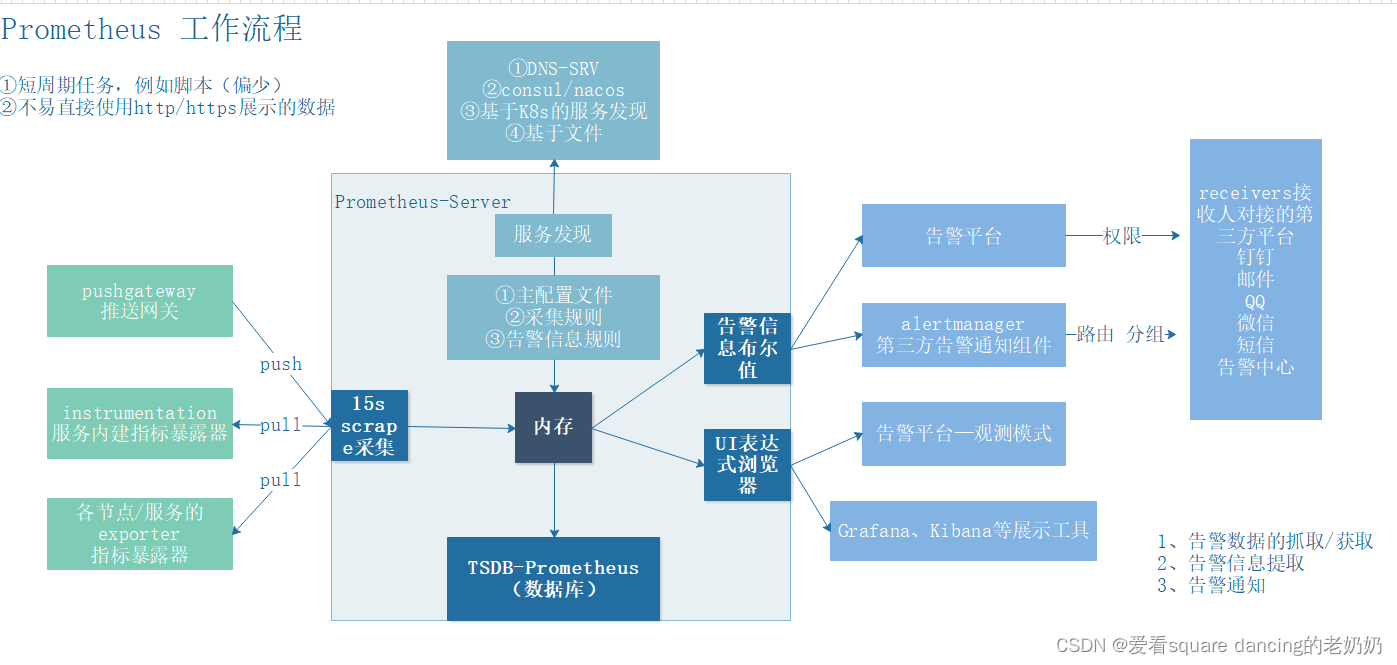 Prometheus 工作流程
①短周期任务，例如脚本（偏少）
②不易直接使用http/https展示的数据
①DNS-SRV
②consul/nacos
③基于K8s的服务发现
④基于文件
Prometheus-Server
服务发现
①主配置文件
②采集规则
③告警信息规则
pushgateway
推送网关
push
instrumentation
服务内建指标暴露器
pull
pull
各节点/服务的
exporter
指标暴露器
15s
scrap
e采集
内存
TSDB-Prometheus
（数据库）
告警信
息布尔
值
UI表达
式浏览
器
告警平台
权限
alertmanager
第三方告警通知组件
路由 分组
告警平台—观测模式
Grafana、Kibana等展示工具
receivers接
收人对接的第
三方平台
钉钉
邮件
QQ
微信
短信
告警中心
1、告警数据的抓取/获取
2、告警信息提取
3、告警通知
CSDN @爱看square dancing的老奶奶